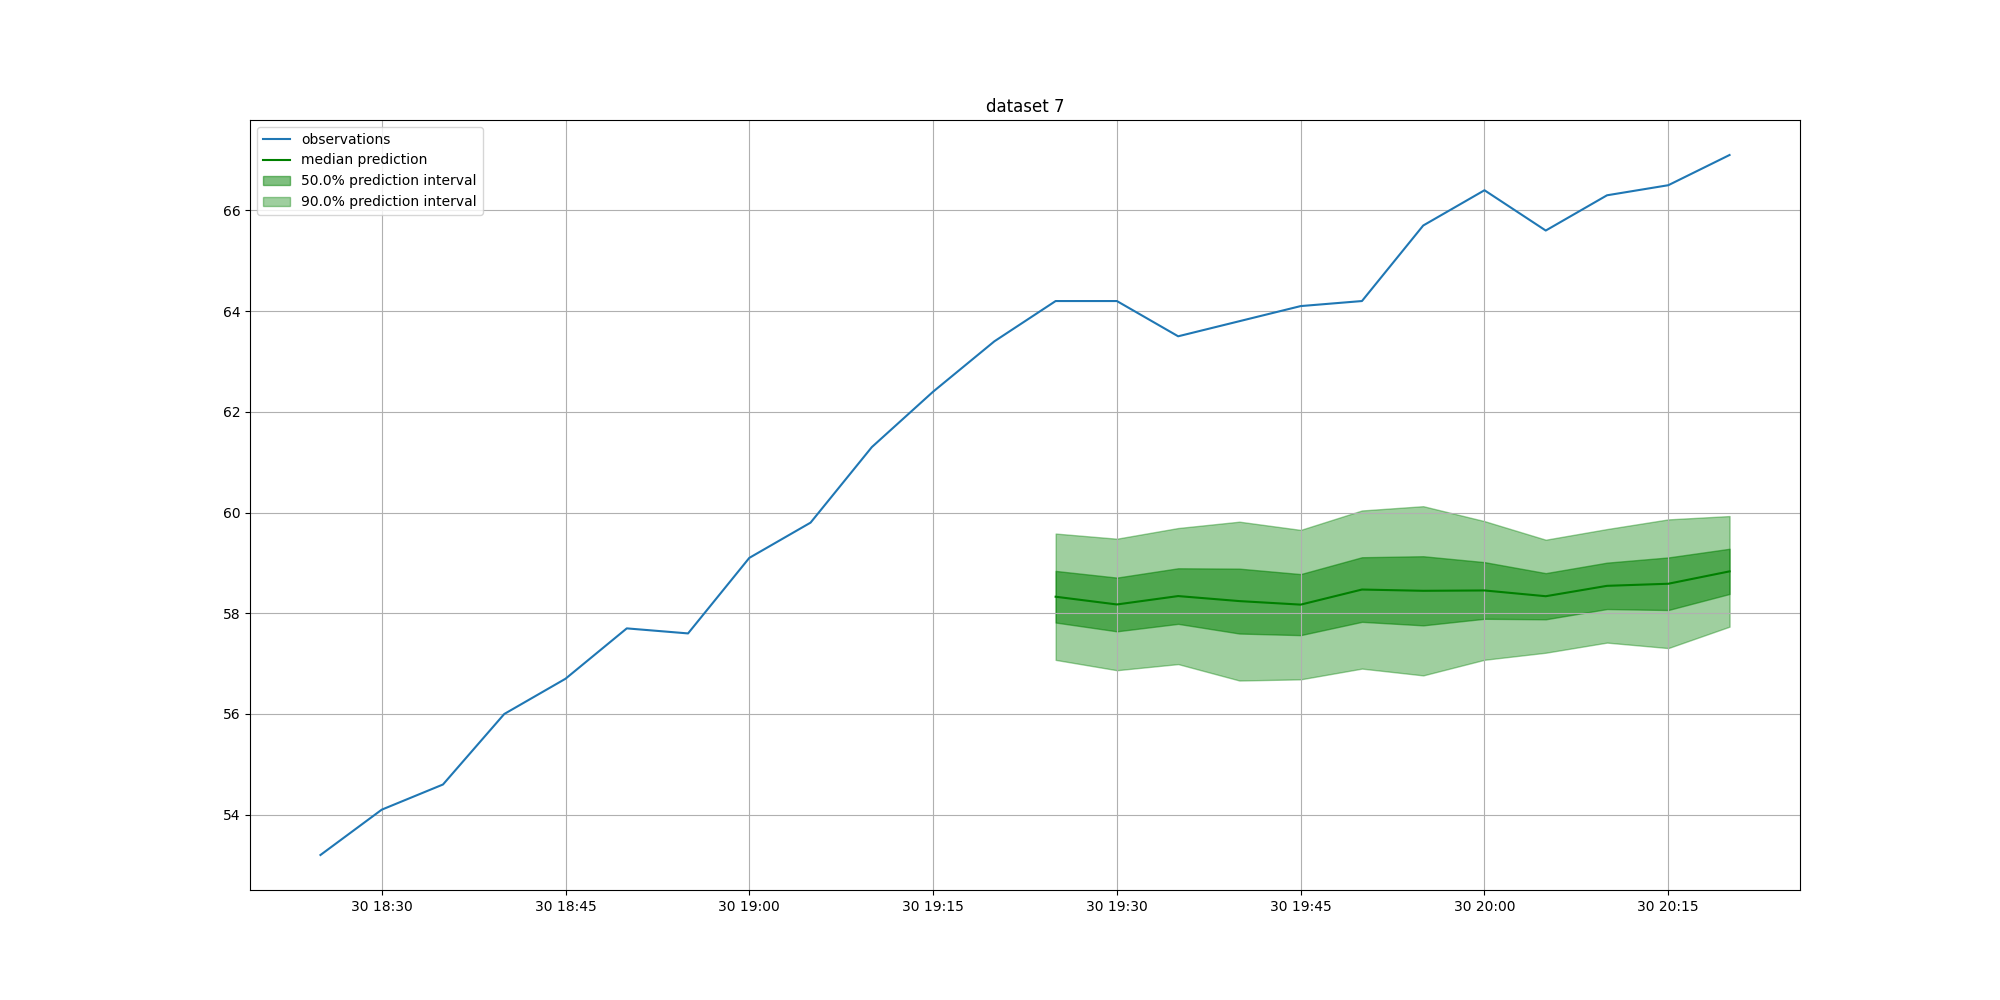 dataset 7
observations
median prediction
50.0% prediction interval
90.0% prediction interval
66
64
62
60
58
56
54
30 18:30 30 18:45 30 19:00 30 19:15 30 19:30 30 19:45 30 20:00 30 20:15